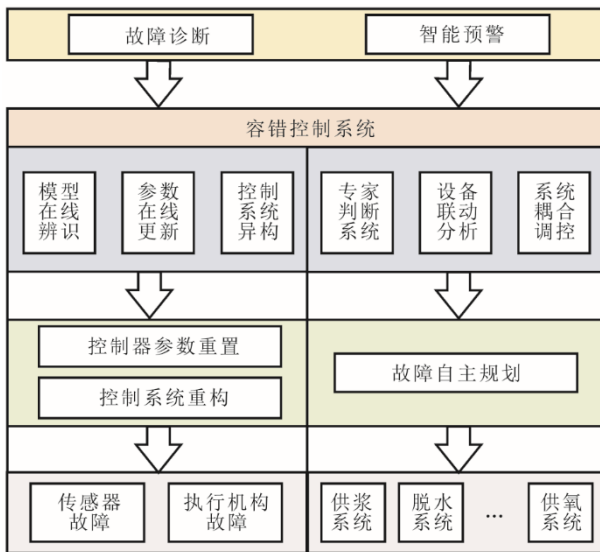 故障诊断
智能预警
容错控制系统
模型
在线
辨识
参数
在线
更新
控制
系统
异构
专家
判断
系统
设备
联动
分析
系统
耦合
调控
控制器参数重置
控制系统重构
故障自主规划
传感器
故障
执行机构
故障
供浆
系统
脱水
系统
...
供氧
系统